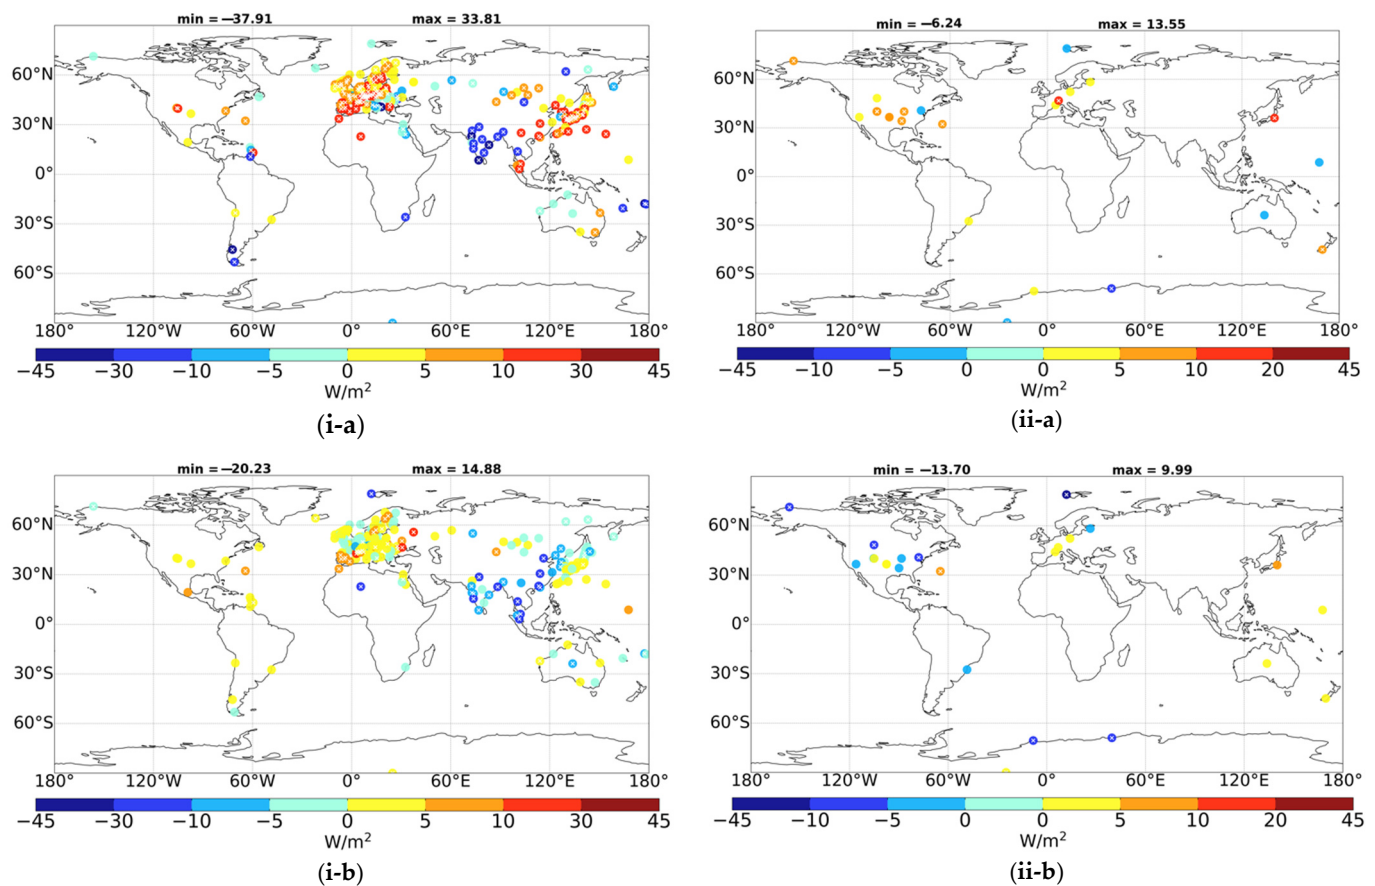 min = −37.91 max = 33.81
60°N
30°N
0°
30°S
60°S
180° 120°W 60°W 0° 60°E 120°E 180°
−45 −30 −10 −5 0 5 10 30 45
W/m²
(i-a)
min = −6.24 max = 13.55
60°N
30°N
0°
30°S
60°S
180° 120°W 60°W 0° 60°E 120°E 180°
−45 −10 −5 0 0 5 10 20 45
W/m²
(ii-a)
min = −20.23 max = 14.88
60°N
30°N
0°
30°S
60°S
180° 120°W 60°W 0° 60°E 120°E 180°
−45 −30 −10 −5 0 5 10 30 45
W/m²
(i-b)
min = −13.70 max = 9.99
60°N
30°N
0°
30°S
60°S
180° 120°W 60°W 0° 60°E 120°E 180°
−45 −10 −5 0 0 5 10 20 45
W/m²
(ii-b)